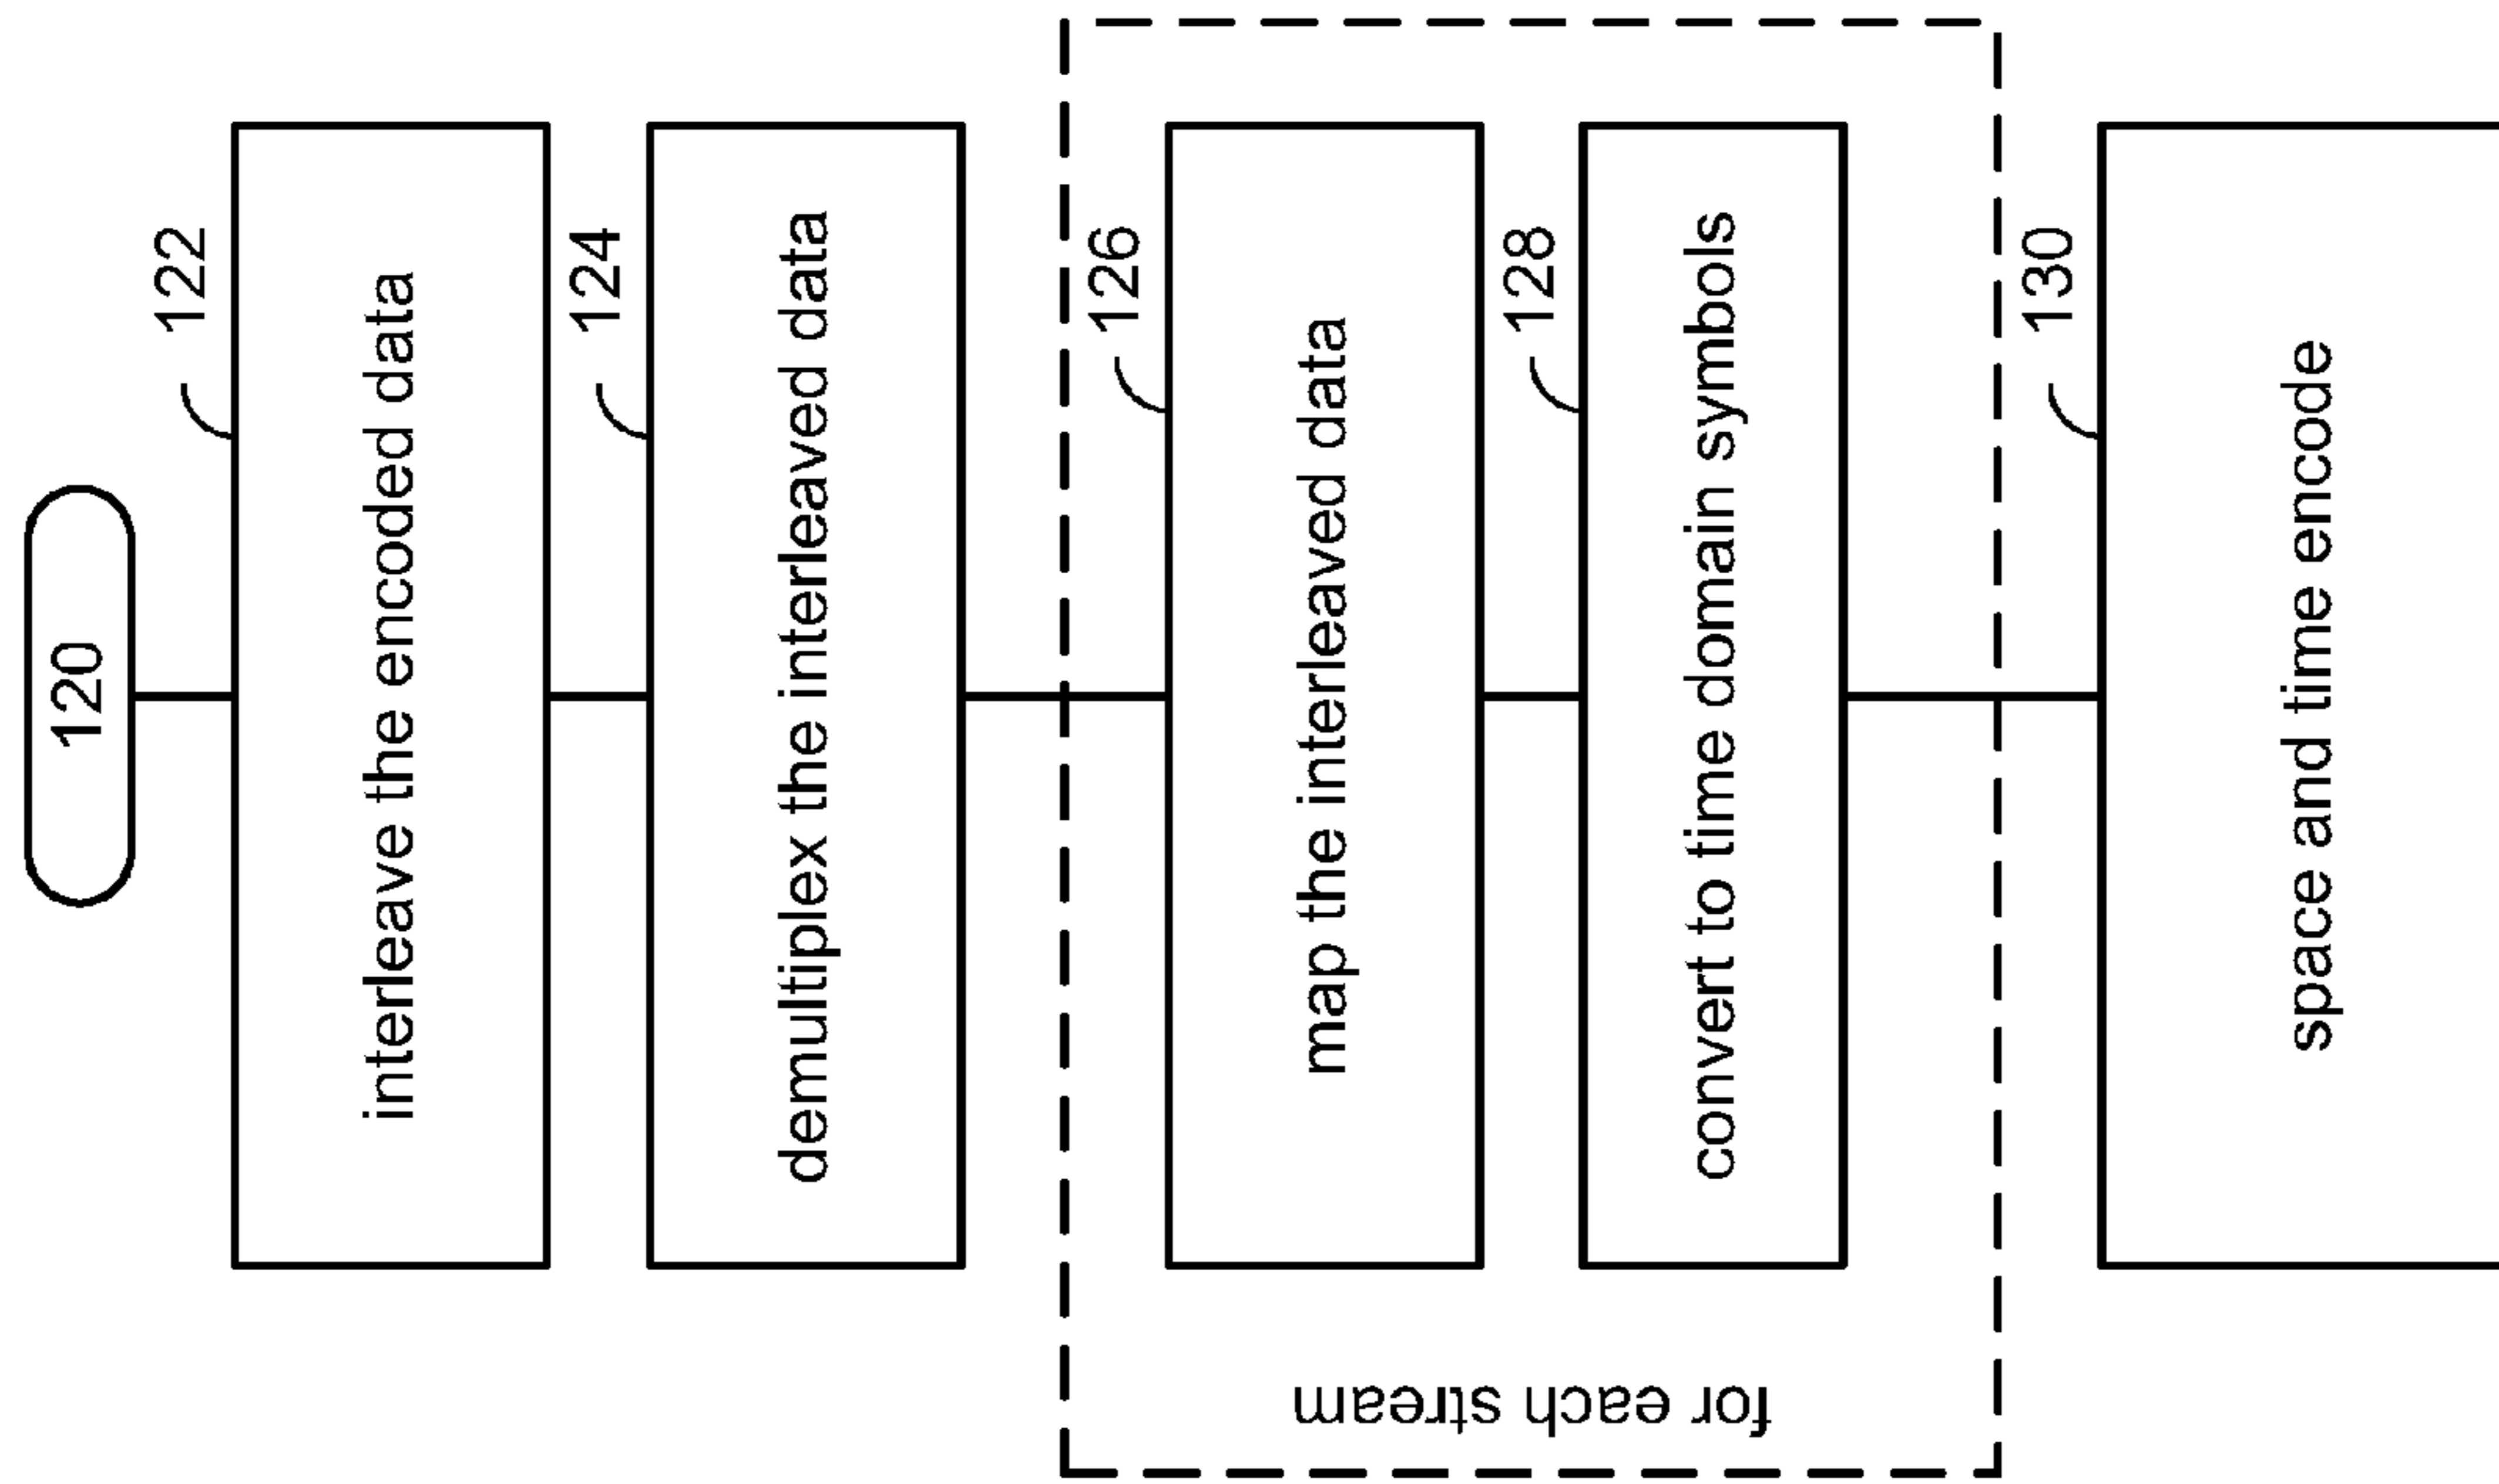 120
122
interleave the encoded data
124
demultiplex the interleaved data
126
map the interleaved data
128
convert to time domain symbols
for each stream
130
space and time encode